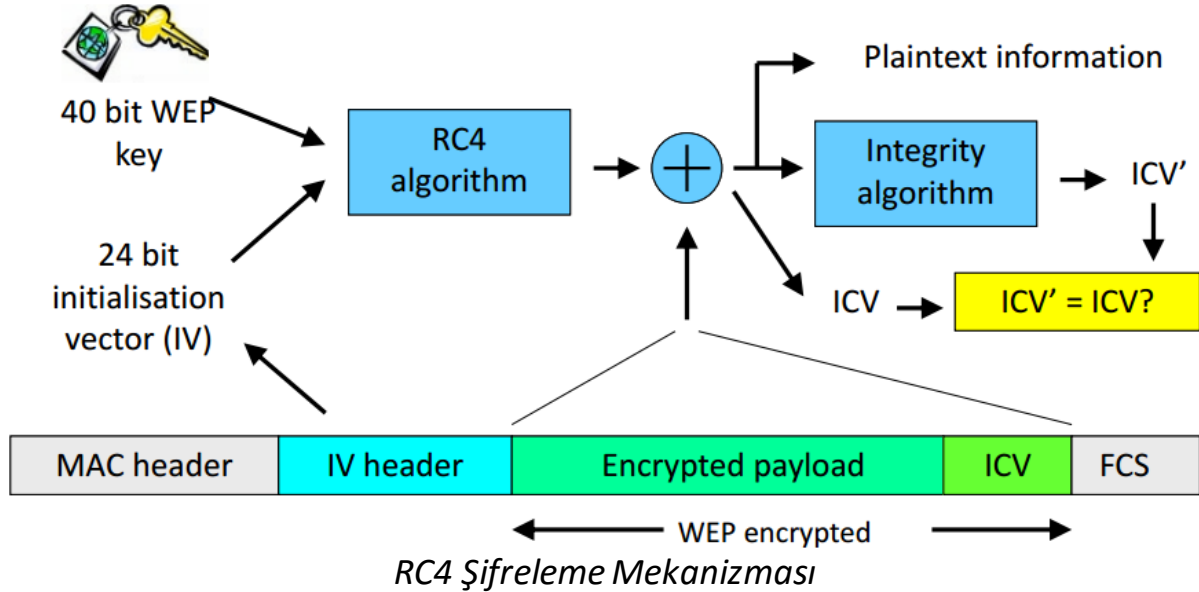 40 bit WEP
key
24 bit
initialisation
vector (IV)
RC4
algorithm
Plaintext information
Integrity
algorithm
ICV’
ICV
ICV’ = ICV?
MAC header
IV header
Encrypted payload
ICV
FCS
WEP encrypted
RC4 Şifreleme Mekanizması